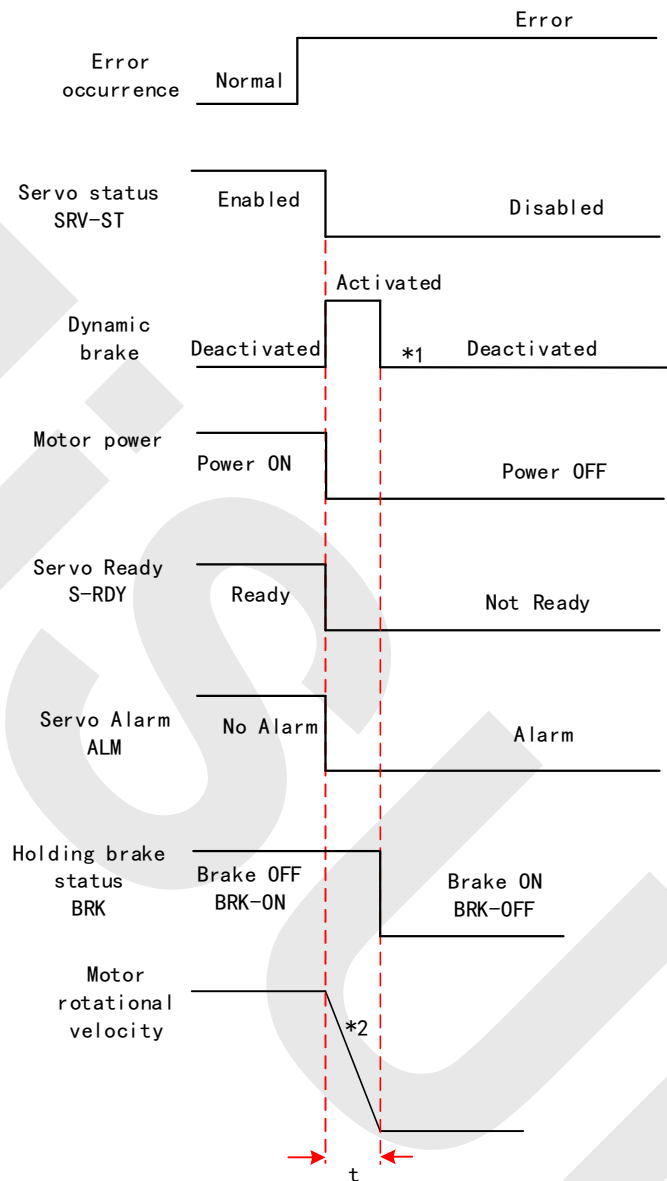 Error
Error
occurrence
Normal
Servo status
SRV-ST
Enabled
Disabled
Activated
Dynamic
brake
Deactivated
*1
Deactivated
Motor power
Power ON
Power OFF
Servo Ready
S-RDY
Ready
Not Ready
Servo Alarm
ALM
No Alarm
Alarm
Holding brake
status
BRK
Brake OFF
BRK-ON
Brake ON
BRK-OFF
Motor
rotational
velocity
*2
t